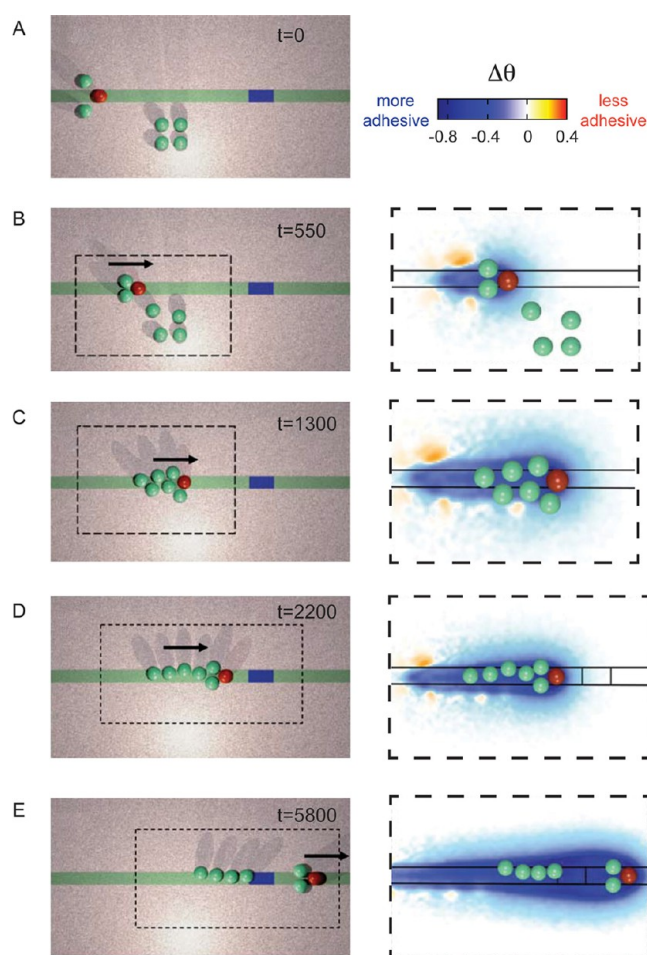 A
t=0
Δθ
more adhesive
less adhesive
-0.8 -0.4 0 0.4
B
t=550
C
t=1300
D
t=2200
E
t=5800